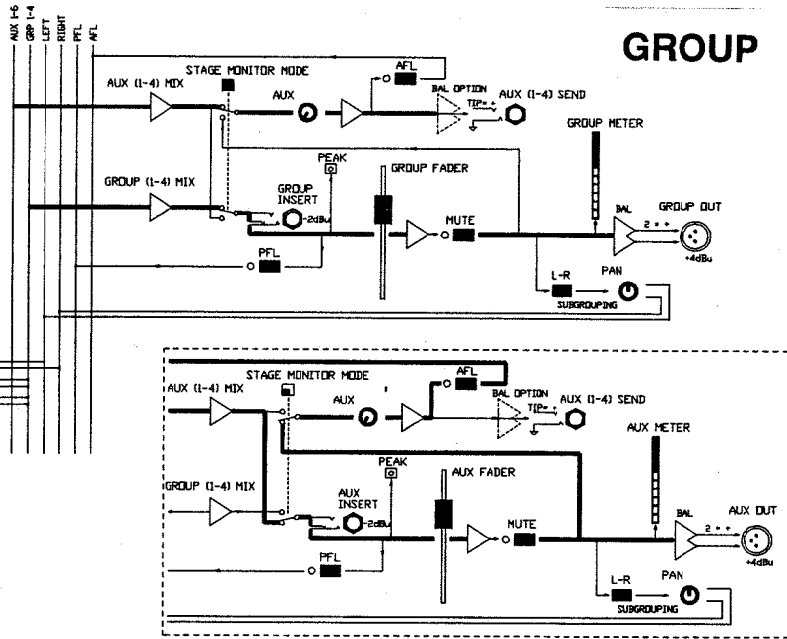 AUX 1-6
GRP 1-4
LEFT
RIGHT
PFL
AFL
GROUP
STAGE MONITOR MODE
AFL
AUX (1-4) MIX
AUX
BAL OPTION
TIP= +
AUX (1-4) SEND
GROUP METER
PEAK
GROUP FADER
GROUP (1-4) MIX
GROUP
INSERT
-2dBu
MUTE
BAL
2 = +
GROUP OUT
+4dBu
PFL
L-R
PAN
SUBGROUPING
STAGE MONITOR MODE
AFL
AUX (1-4) MIX
AUX
BAL OPTION
TIP= +
AUX (1-4) SEND
AUX METER
PEAK
AUX FADER
GROUP (1-4) MIX
AUX
INSERT
-2dBu
MUTE
BAL
2 = +
AUX OUT
+4dBu
PFL
L-R
PAN
SUBGROUPING